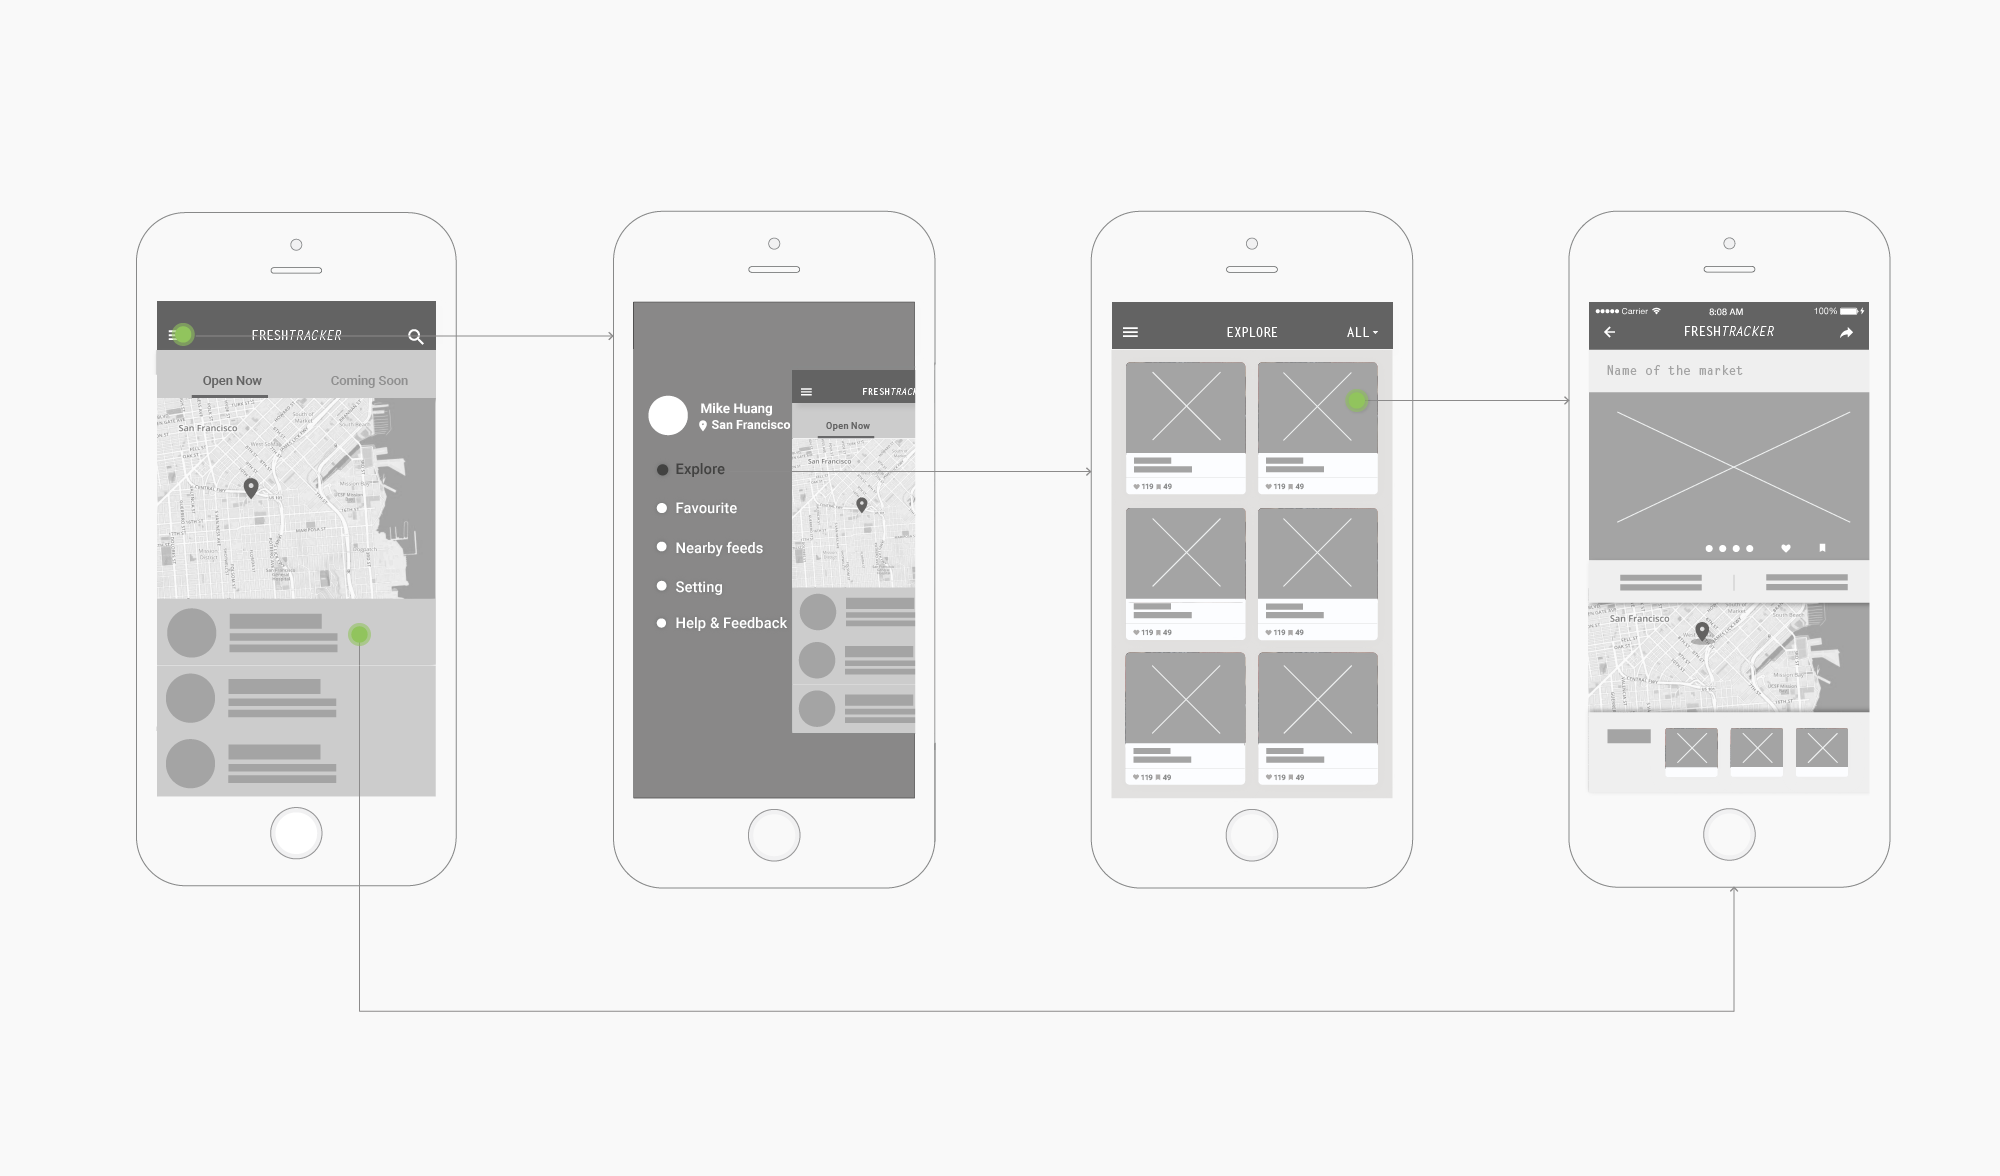 FRESHTRACKER
Open Now
Coming Soon
San Francisco
Mike Huang
San Francisco
Explore
Favourite
Nearby feeds
Setting
Help & Feedback
FRESHTRACK
Open Now
San Francisco
EXPLORE
ALL
119 49
119 49
119 49
119 49
119 49
119 49
Carrier
8:08 AM
100%
FRESHTRACKER
Name of the market
San Francisco